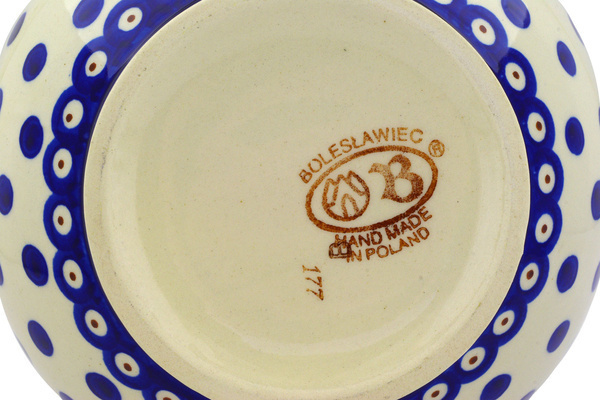 BOLESŁAWIEC ®
B
HAND MADE
IN POLAND
177